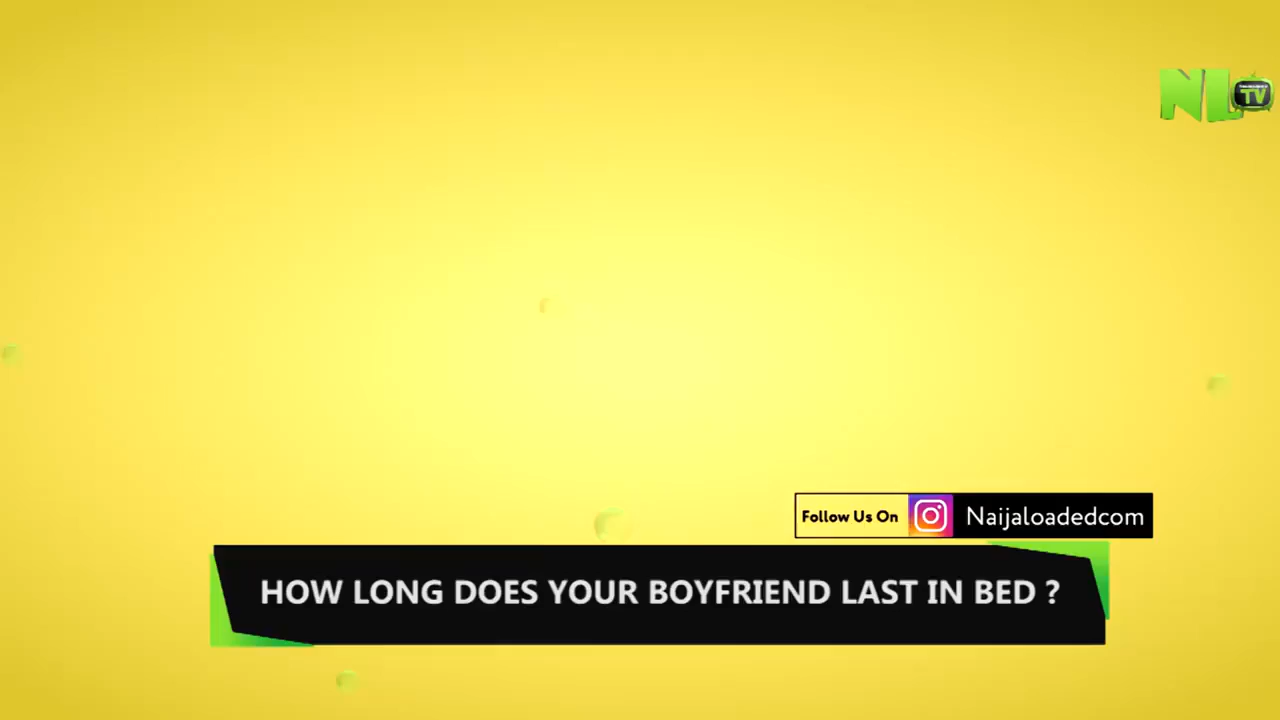 NL
TV
Follow Us On
Naijaloadedcom
HOW LONG DOES YOUR BOYFRIEND LAST IN BED ?